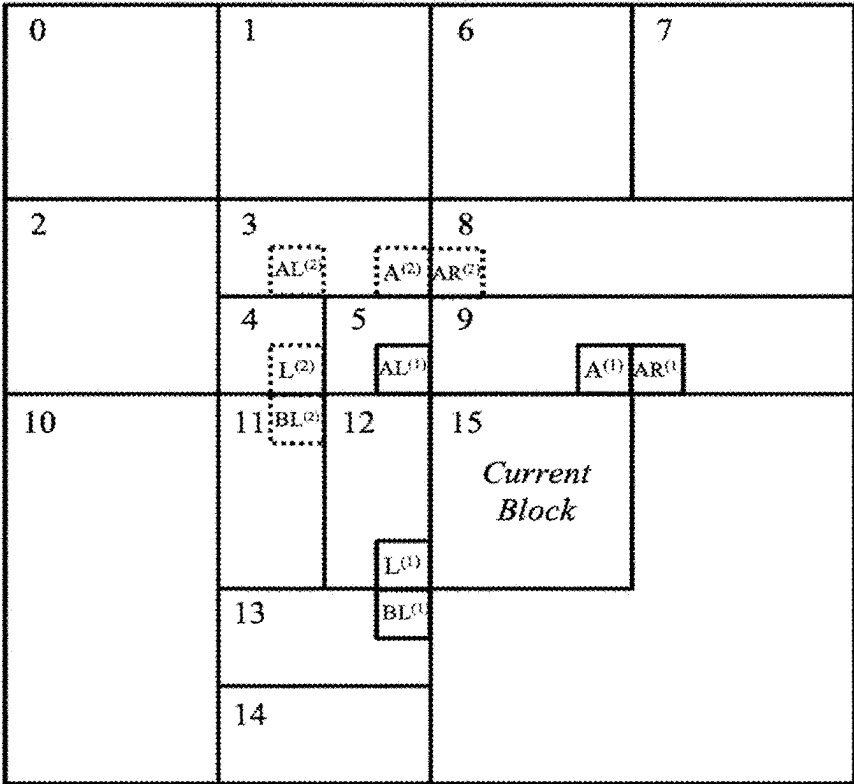 0 1 6 7
2 3 8
AL(2) A(2) AR(2)
4 5 9
L(2) AL(1) A(1) AR(1
10 11 BL(2) 12 15
Current
Block
L(1)
13 BL(1
14